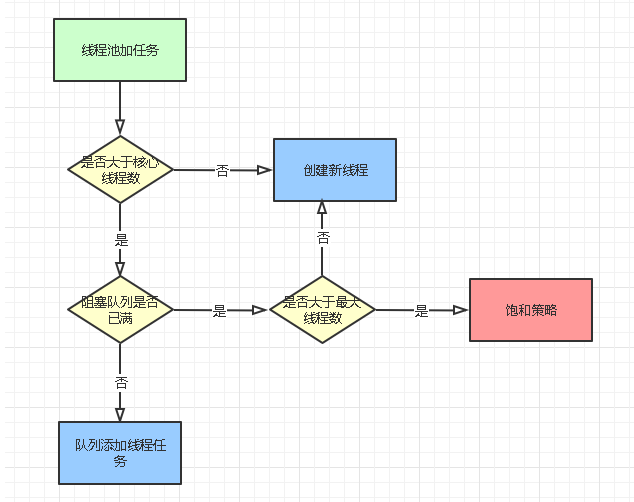 线程池加任务
是否大于核心
线程数
否
创建新线程
是
否
阻塞队列是否
已满
是
是否大于最大
线程数
是
饱和策略
否
队列添加线程任
务